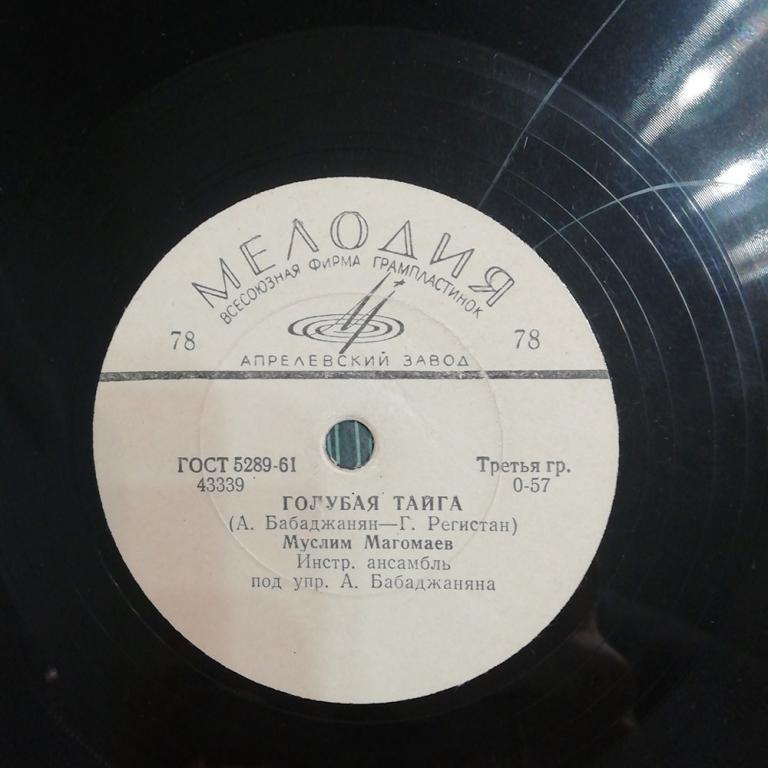 МЕЛОДИЯ
ВСЕСОЮЗНАЯ ФИРМА ГРАМПЛАСТИНОК
78 78
АПРЕЛЕВСКИЙ ЗАВОД
ГОСТ 5289-61 Третья гр.
43339 0-57
ГОЛУБАЯ ТАЙГА
(А. Бабаджанян—Г. Регистан)
Муслим Магомаев
Инстр. ансамбль
под упр. А. Бабаджаняна